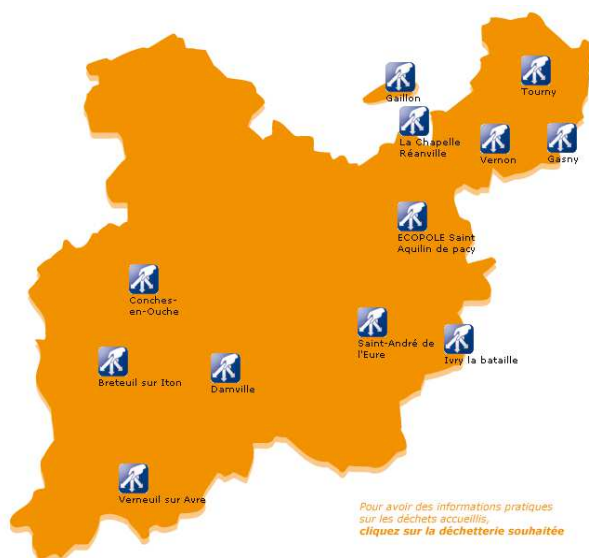 Gaillon
Tourny
La Chapelle
Réanville
Vernon
Gasny
ECOPOLE Saint
Aquilin de pacy
Conches-
en-Ouche
Saint-André de
l'Eure
Ivry la bataille
Breteuil sur Iton
Damville
Verneuil sur Avre
Pour avoir des informations pratiques
sur les déchets accueillis,
cliquez sur la déchetterie souhaitée